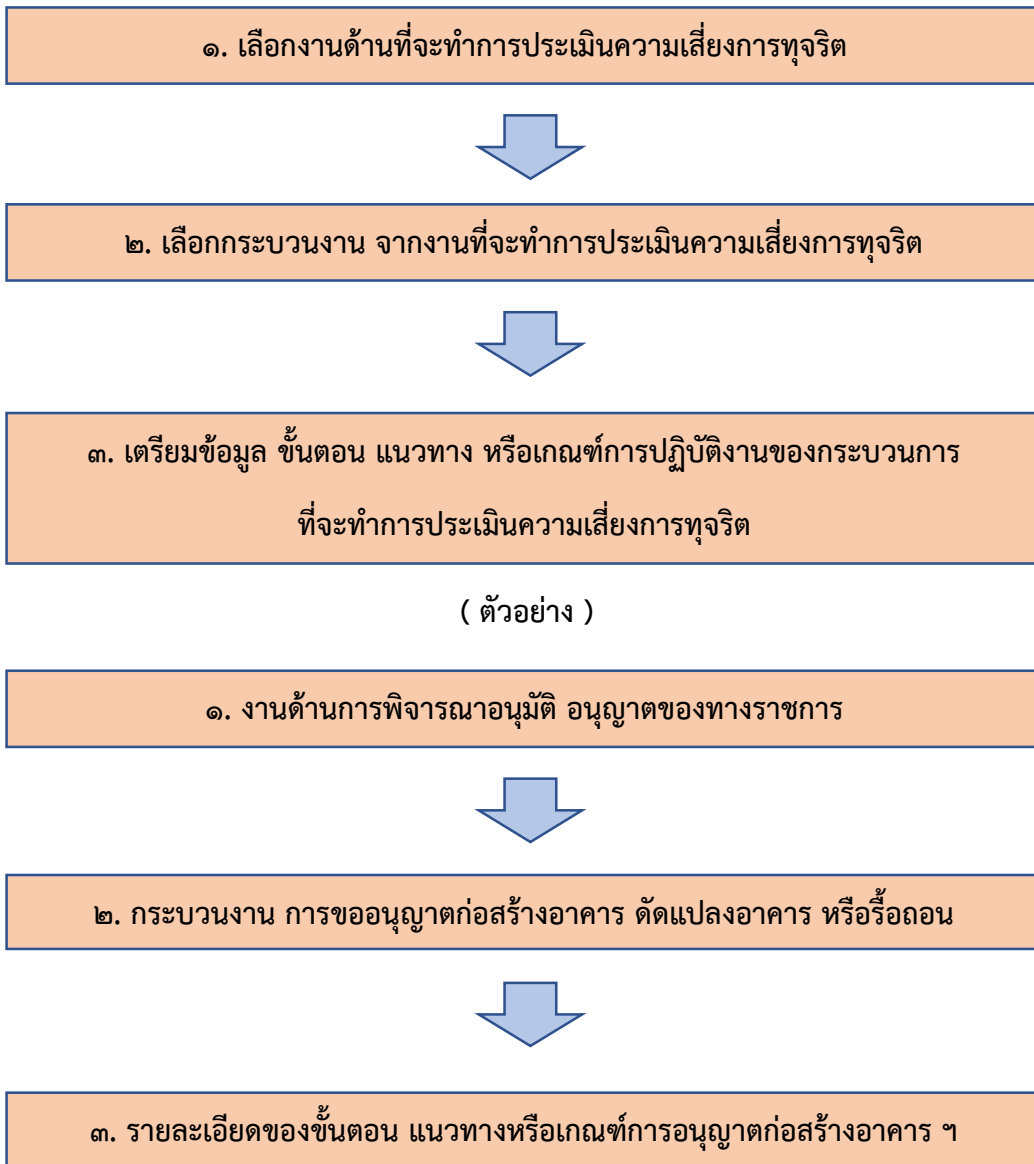 ๑. เลือกงานด้านที่จะทำการประเมินความเสี่ยงการทุจริต
๒. เลือกกระบวนงาน จากงานที่จะทำการประเมินความเสี่ยงการทุจริต
๓. เตรียมข้อมูล ขั้นตอน แนวทาง หรือเกณฑ์การปฏิบัติงานของกระบวนการ
ที่จะทำการประเมินความเสี่ยงการทุจริต
( ตัวอย่าง )
๑. งานด้านการพิจารณาอนุมัติ อนุญาตของทางราชการ
๒. กระบวนงาน การขออนุญาตก่อสร้างอาคาร ดัดแปลงอาคาร หรือรื้อถอน
๓. รายละเอียดของขั้นตอน แนวทางหรือเกณฑ์การอนุญาตก่อสร้างอาคาร ฯ